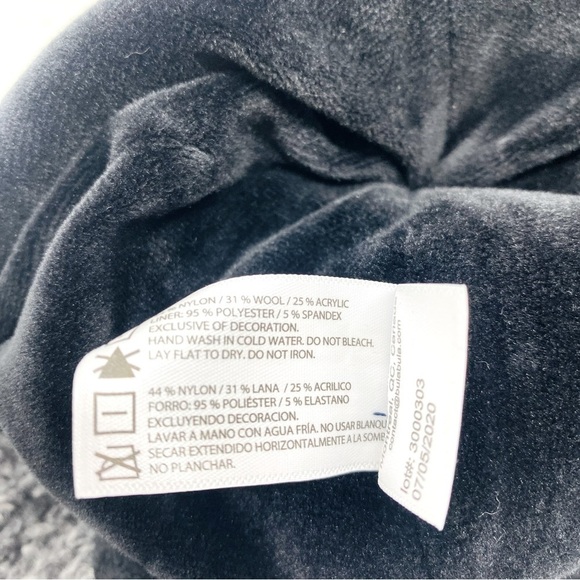 NYLON / 31 % WOOL / 25 % ACRYLIC
LINER: 95 % POLYESTER / 5 % SPANDEX
EXCLUSIVE OF DECORATION.
HAND WASH IN COLD WATER. DO NOT BLEACH.
LAY FLAT TO DRY. DO NOT IRON.
44 % NYLON / 31 % LANA / 25 % ACRILICO
FORRO: 95 % POLIÉSTER / 5 % ELASTANO
EXCLUYENDO DECORACION.
LAVAR A MANO CON AGUA FRÍA. NO USAR BLANQU
SECAR EXTENDIDO HORIZONTALMENTE A LA SOMB
NO PLANCHAR.
QC,
@bulabula.com
lot#: 3000303
07/05/2020